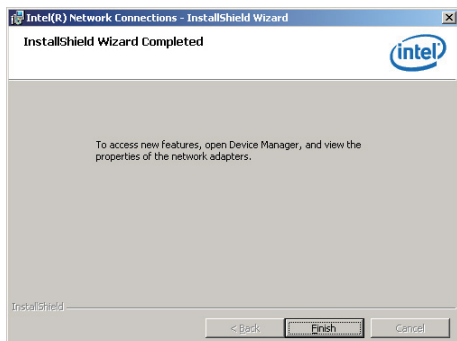 Intel(R) Network Connections - InstallShield Wizard
InstallShield Wizard Completed
intel
To access new features, open Device Manager, and view the
properties of the network adapters.
InstallShield
< Back
Finish
Cancel